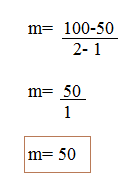 m= 100-50
2- 1
m= 50
1
m= 50